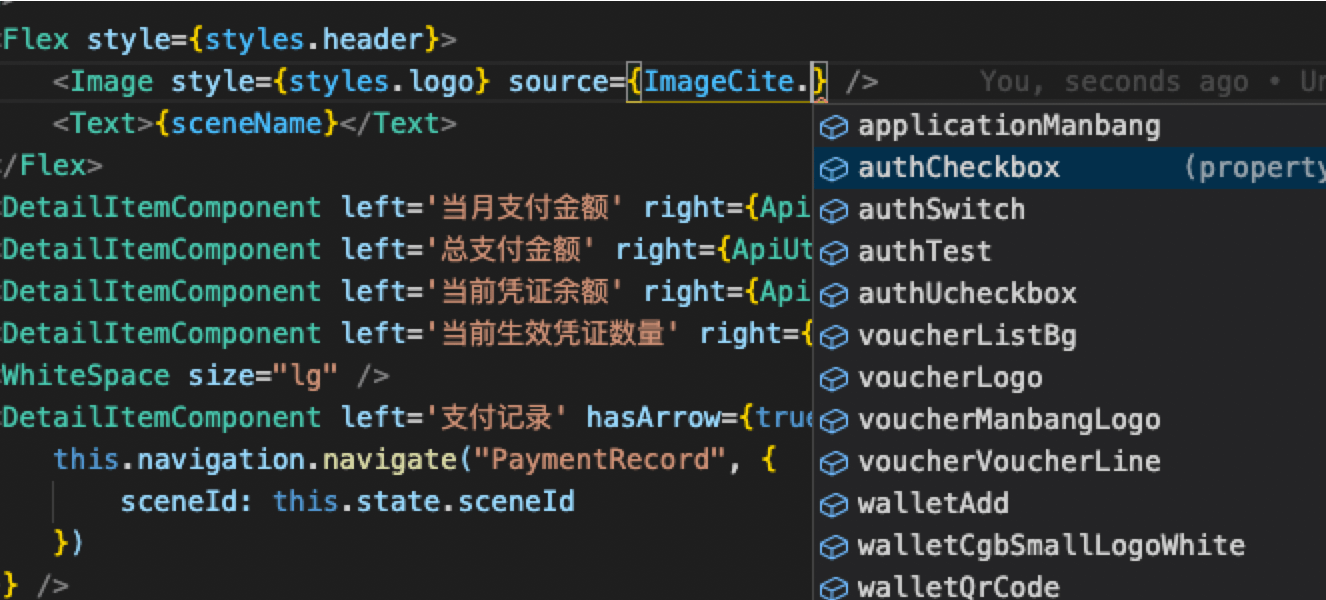 Flex style={styles.header}>
<Image style={styles.logo} source={ImageCite.} /> You, seconds ago •
<Text>{sceneName}</Text>
/Flex>
DetailItemComponent left='当月支付金额' right={Api
DetailItemComponent left='总支付金额' right={ApiUt
DetailItemComponent left='当前凭证余额' right={Api
DetailItemComponent left='当前生效凭证数量' right={
WhiteSpace size="lg" />
DetailItemComponent left='支付记录' hasArrow={true
this.navigation.navigate("PaymentRecord", {
sceneId: this.state.sceneId
})
} />
applicationManbang
authCheckbox (property
authSwitch
authTest
authUcheckbox
voucherListBg
voucherLogo
voucherManbangLogo
voucherVoucherLine
walletAdd
walletCgbSmallLogoWhite
walletQrCode